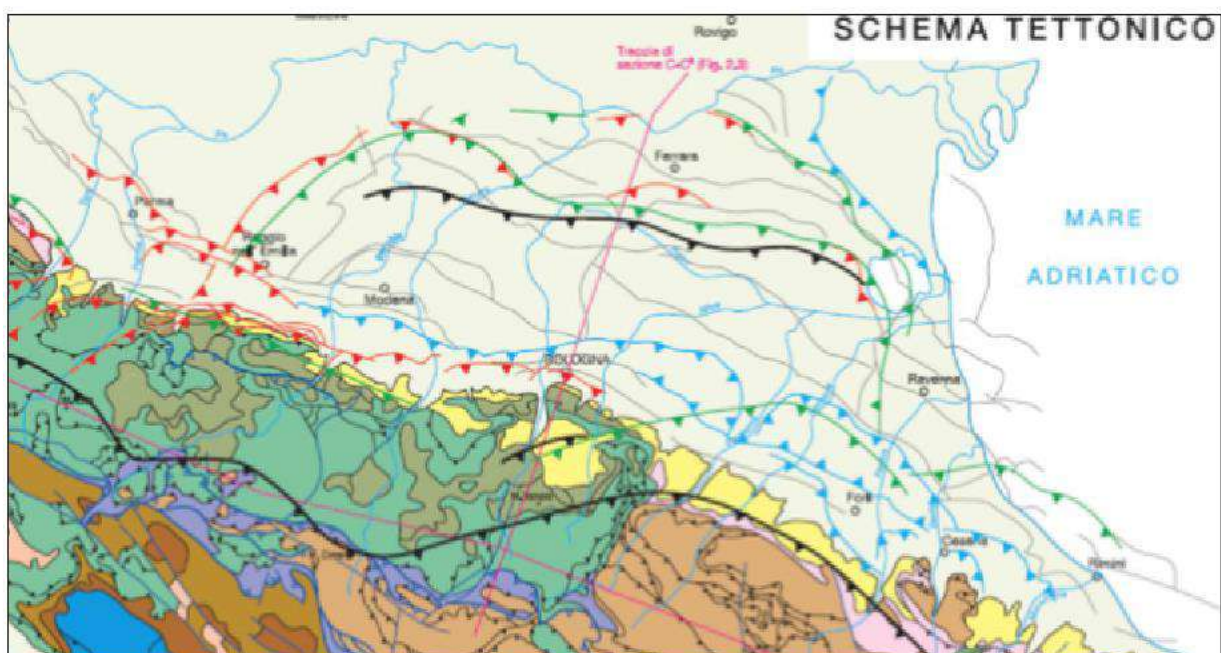 SCHEMA TETTONICO
Rovigo
Traccia di
sezione C-C' (Fig. 2.3)
Ferrara
Parma
MARE
ADRIATICO
Reggio
nell' Emilia
Modena
BOLOGNA
Ravenna
Forlì
Cesena
Rimini